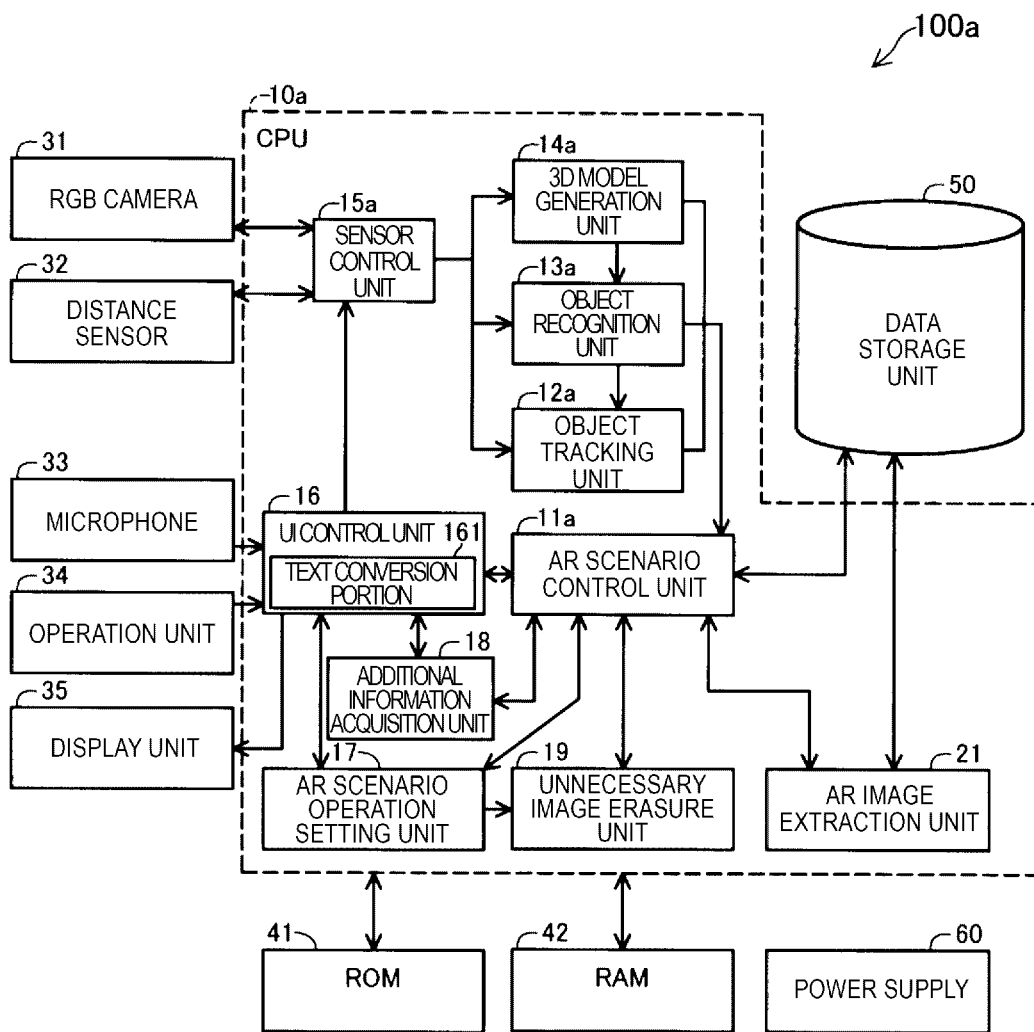 100a
10a
CPU
31
RGB CAMERA
32
DISTANCE
SENSOR
15a
SENSOR
CONTROL
UNIT
14a
3D MODEL
GENERATION
UNIT
13a
OBJECT
RECOGNITION
UNIT
12a
OBJECT
TRACKING
UNIT
50
DATA
STORAGE
UNIT
33
MICROPHONE
34
OPERATION UNIT
35
DISPLAY UNIT
16
UI CONTROL UNIT
161
TEXT CONVERSION
PORTION
11a
AR SCENARIO
CONTROL UNIT
18
ADDITIONAL
INFORMATION
ACQUISITION UNIT
17
AR SCENARIO
OPERATION
SETTING UNIT
19
UNNECESSARY
IMAGE ERASURE
UNIT
21
AR IMAGE
EXTRACTION UNIT
41
ROM
42
RAM
60
POWER SUPPLY